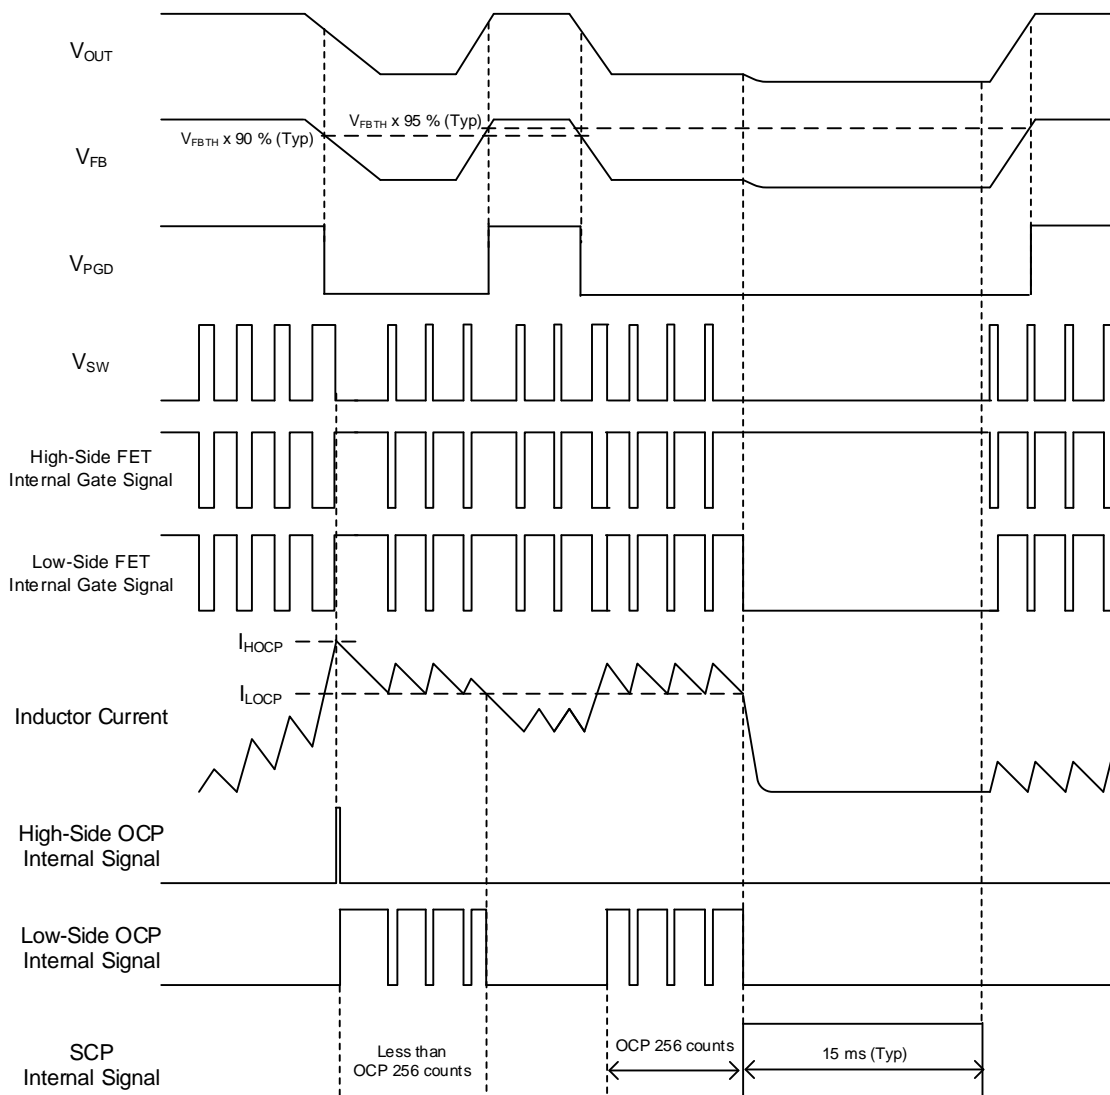 VOUT
VFBTH x 95 % (Typ)
VFBTH x 90 % (Typ)
VFB
VPGD
VSW
High-Side FET
Internal Gate Signal
Low-Side FET
Internal Gate Signal
IHOCP
ILOCP
Inductor Current
High-Side OCP
Internal Signal
Low-Side OCP
Internal Signal
SCP
Internal Signal
Less than
OCP 256 counts
OCP 256 counts
15 ms (Typ)